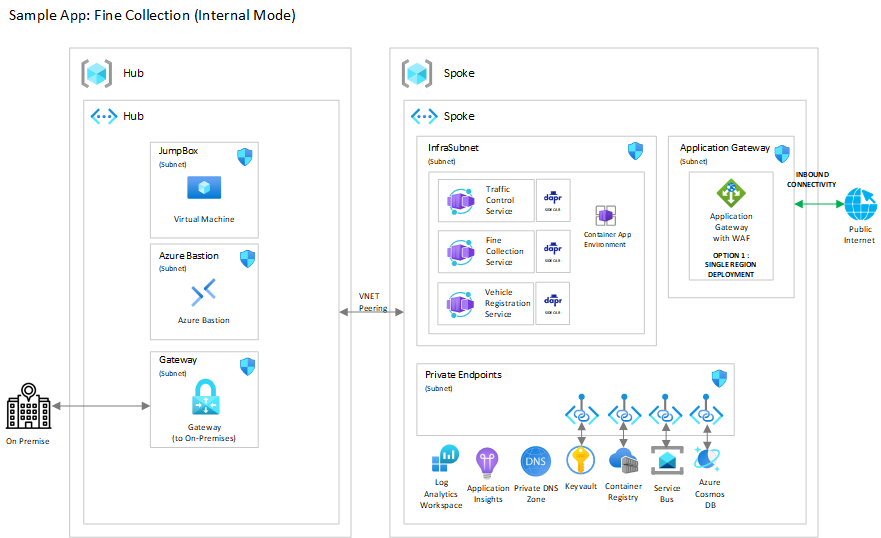 Sample App: Fine Collection (Internal Mode)
Hub
Hub
JumpBox
(Subnet)
Virtual Machine
Azure Bastion
(Subnet)
Azure Bastion
Gateway
(Subnet)
Gateway
(to On-Premises)
On Premise
VNET
Peering
Spoke
Spoke
InfraSubnet
(Subnet)
Traffic
Control
Service
dapr
SIDECAR
Fine
Collection
Service
dapr
SIDECAR
Vehicle
Registration
Service
dapr
SIDECAR
Container App
Environment
Application Gateway
(Subnet)
Application
Gateway
with WAF
OPTION 1 :
SINGLE REGION
DEPLOYMENT
INBOUND
CONNECTIVITY
Public
Internet
Private Endpoints
(Subnet)
Log
Analytics
Workspace
Application
Insights
DNS
Private DNS
Zone
Keyvault
Container
Registry
Service
Bus
Azure
Cosmos
DB